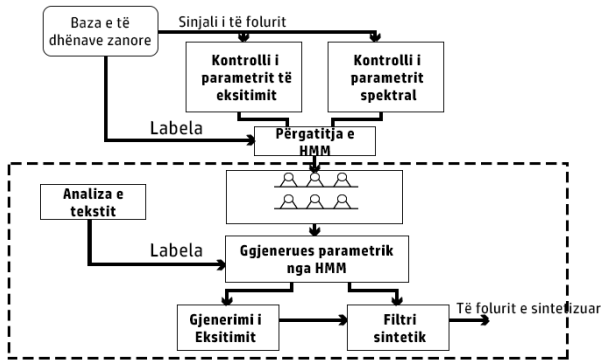 Baza e të
dhënave zanore
Sinjali i të folurit
Kontrolli i
parametrit të
eksitimit
Kontrolli i
parametrit
spektral
Labela
Përgatitja e
HMM
Analiza e
tekstit
Labela
Ggjenerues parametrik
nga HMM
Gjenerimi i
Eksitimit
Filtri
sintetik
Të folurit e sintetizuar